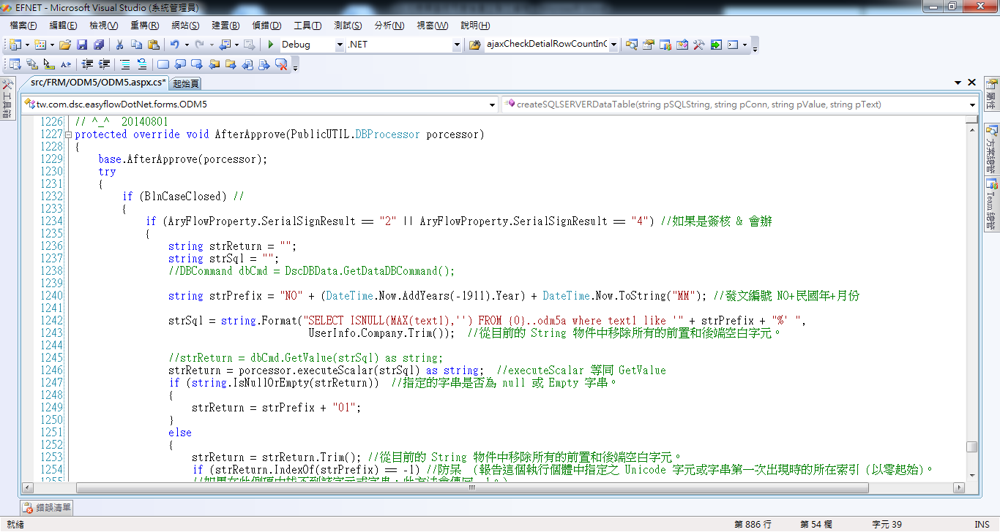 EFNET - Microsoft Visual Studio (系統管理員)
檔案(F) 編輯(E) 檢視(V) 重構(R) 網站(S) 建置(B) 偵錯(D) 工具(T) 測試(S) 分析(N) 視窗(W) 說明(H)
Debug .NET ajaxCheckDetialRowCountIn
src/FRM/ODM5/ODM5.aspx.cs* 起始頁
tw.com.dsc.easyflowDotNet.forms.ODM5 createSQLSERVERDataTable(string pSQLString, string pConn, string pValue, string pText)
工具箱
屬性
方案總管
Team 總管
1226 // ^_^  20140801
1227 protected override void AfterApprove(PublicUTIL.DBProcessor porcessor)
1228 {
1229 base.AfterApprove(porcessor);
1230 try
1231 {
1232 if (BlnCaseClosed) //
1233 {
1234 if (AryFlowProperty.SerialSignResult == "2" || AryFlowProperty.SerialSignResult == "4") //如果是簽核 & 會辦
1235 {
1236 string strReturn = "";
1237 string strSql = "";
1238 //DBCommand dbCmd = DscDBData.GetDataDBCommand();
1239
1240 string strPrefix = "NO" + (DateTime.Now.AddYears(-1911).Year) + DateTime.Now.ToString("MM"); //發文編號 NO+民國年+月份
1241
1242 strSql = string.Format("SELECT ISNULL(MAX(text1),'') FROM {0}..odm5a where text1 like '" + strPrefix + "%' ",
1243 UserInfo.Company.Trim());  //從目前的 String 物件中移除所有的前置和後端空白字元。
1244
1245 //strReturn = dbCmd.GetValue(strSql) as string;
1246 strReturn = porcessor.executeScalar(strSql) as string;  //executeScalar 等同 GetValue
1247 if (string.IsNullOrEmpty(strReturn))  //指定的字串是否為 null 或 Empty 字串。
1248 {
1249 strReturn = strPrefix + "01";
1250 }
1251 else
1252 {
1253 strReturn = strReturn.Trim(); //從目前的 String 物件中移除所有的前置和後端空白字元。
1254 if (strReturn.IndexOf(strPrefix) == -1) //防呆 (報告這個執行個體中指定之 Unicode 字元或字串第一次出現時的所在索引 (以零起始)。
錯誤清單
就緒 第 886 行 第 54 欄 字元 39 INS